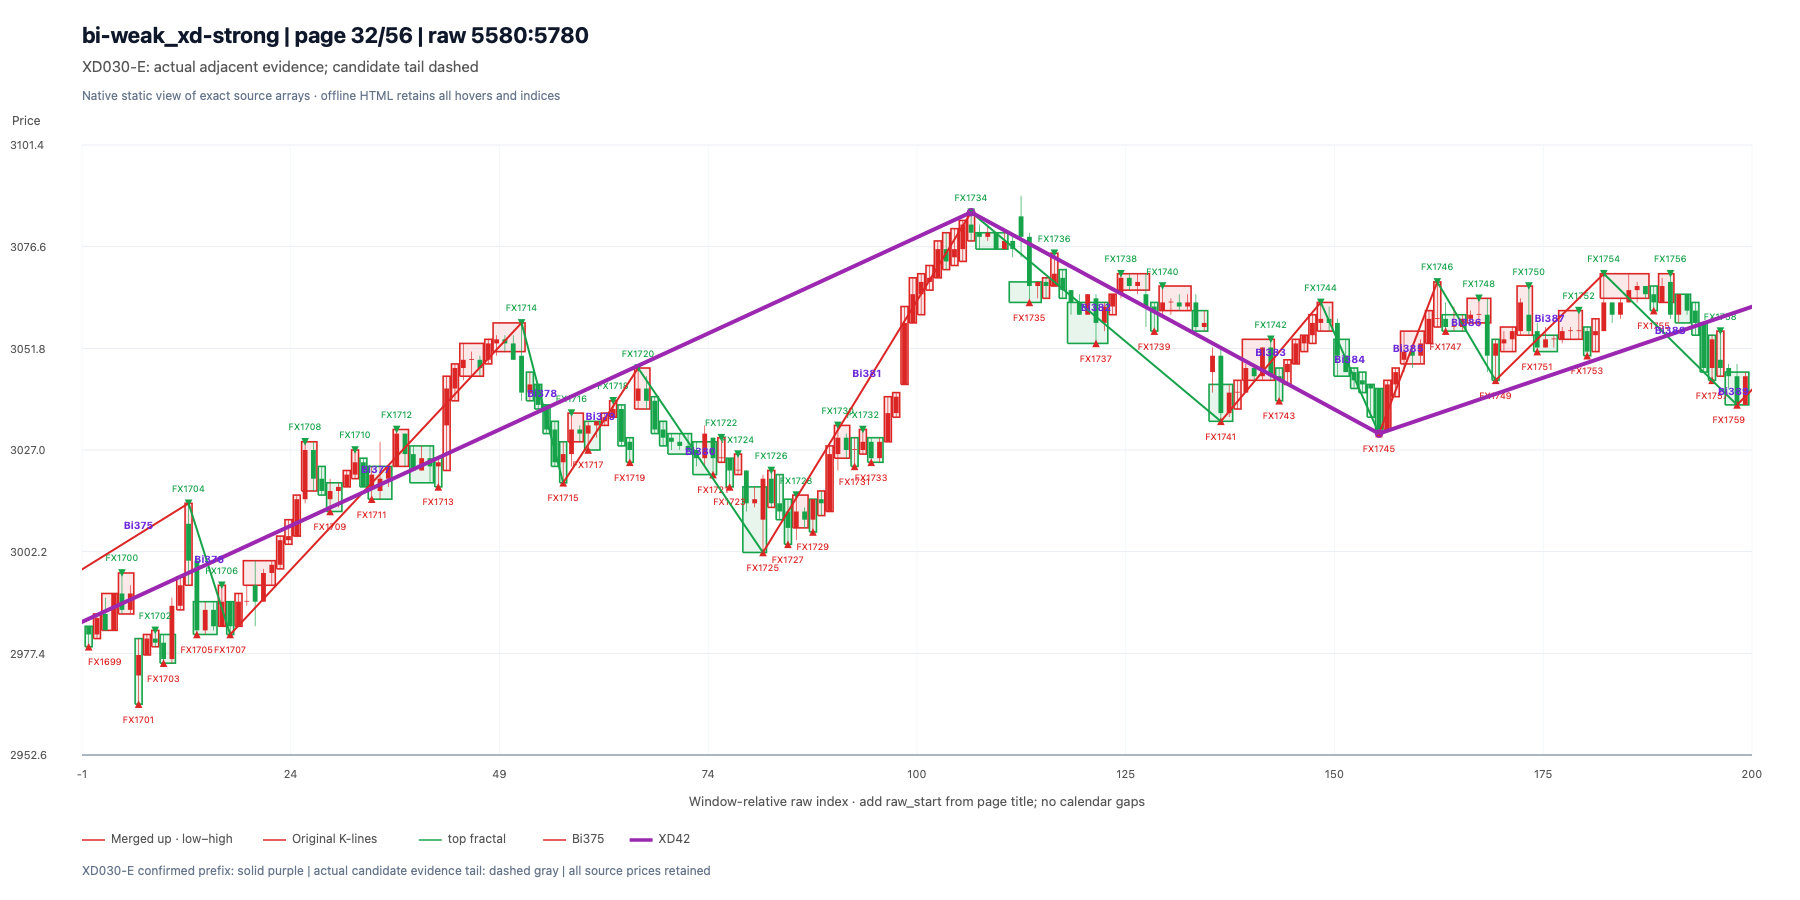 bi-weak_xd-strong | page 32/56 | raw 5580:5780
XD030-E: actual adjacent evidence; candidate tail dashed
Native static view of exact source arrays · offline HTML retains all hovers and indices
Price
3101.4
3076.6
3051.8
3027.0
3002.2
2977.4
2952.6
FX1734
FX1736
FX1738
FX1740
FX1746
FX1754
FX1756
FX1750
FX1748
FX1744
FX1752
FX1714
FX1735
Bi387
Bi386
FX1742
FX1737
FX1739
FX1747
Bi383
Bi384
FX1720
Bi381
FX1751
FX1753
Bi378
FX1743
FX1749
FX1712
FX1722
FX1732
FX1759
FX1708
FX1710
FX1724
FX1741
FX1745
FX1726
FX1717
FX1719
FX1733
FX1704
FX1715
FX1713
FX1711
FX1709
Bi375
FX1729
FX1727
FX1725
FX1700
FX1706
FX1702
FX1705
FX1707
FX1699
FX1703
FX1701
-1
24
49
74
100
125
150
175
200
Window-relative raw index · add raw_start from page title; no calendar gaps
Merged up · low–high
Original K-lines
top fractal
Bi375
XD42
XD030-E confirmed prefix: solid purple | actual candidate evidence tail: dashed gray | all source prices retained